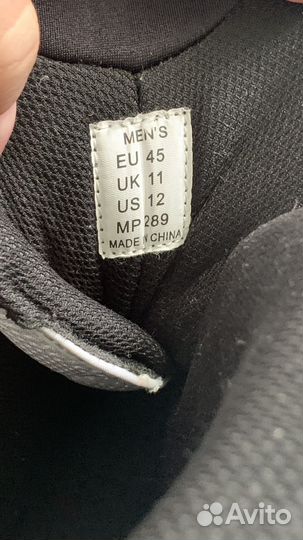 MEN'S
EU 45
UK 11
US 12
MP289
MADE IN CHINA
Avito